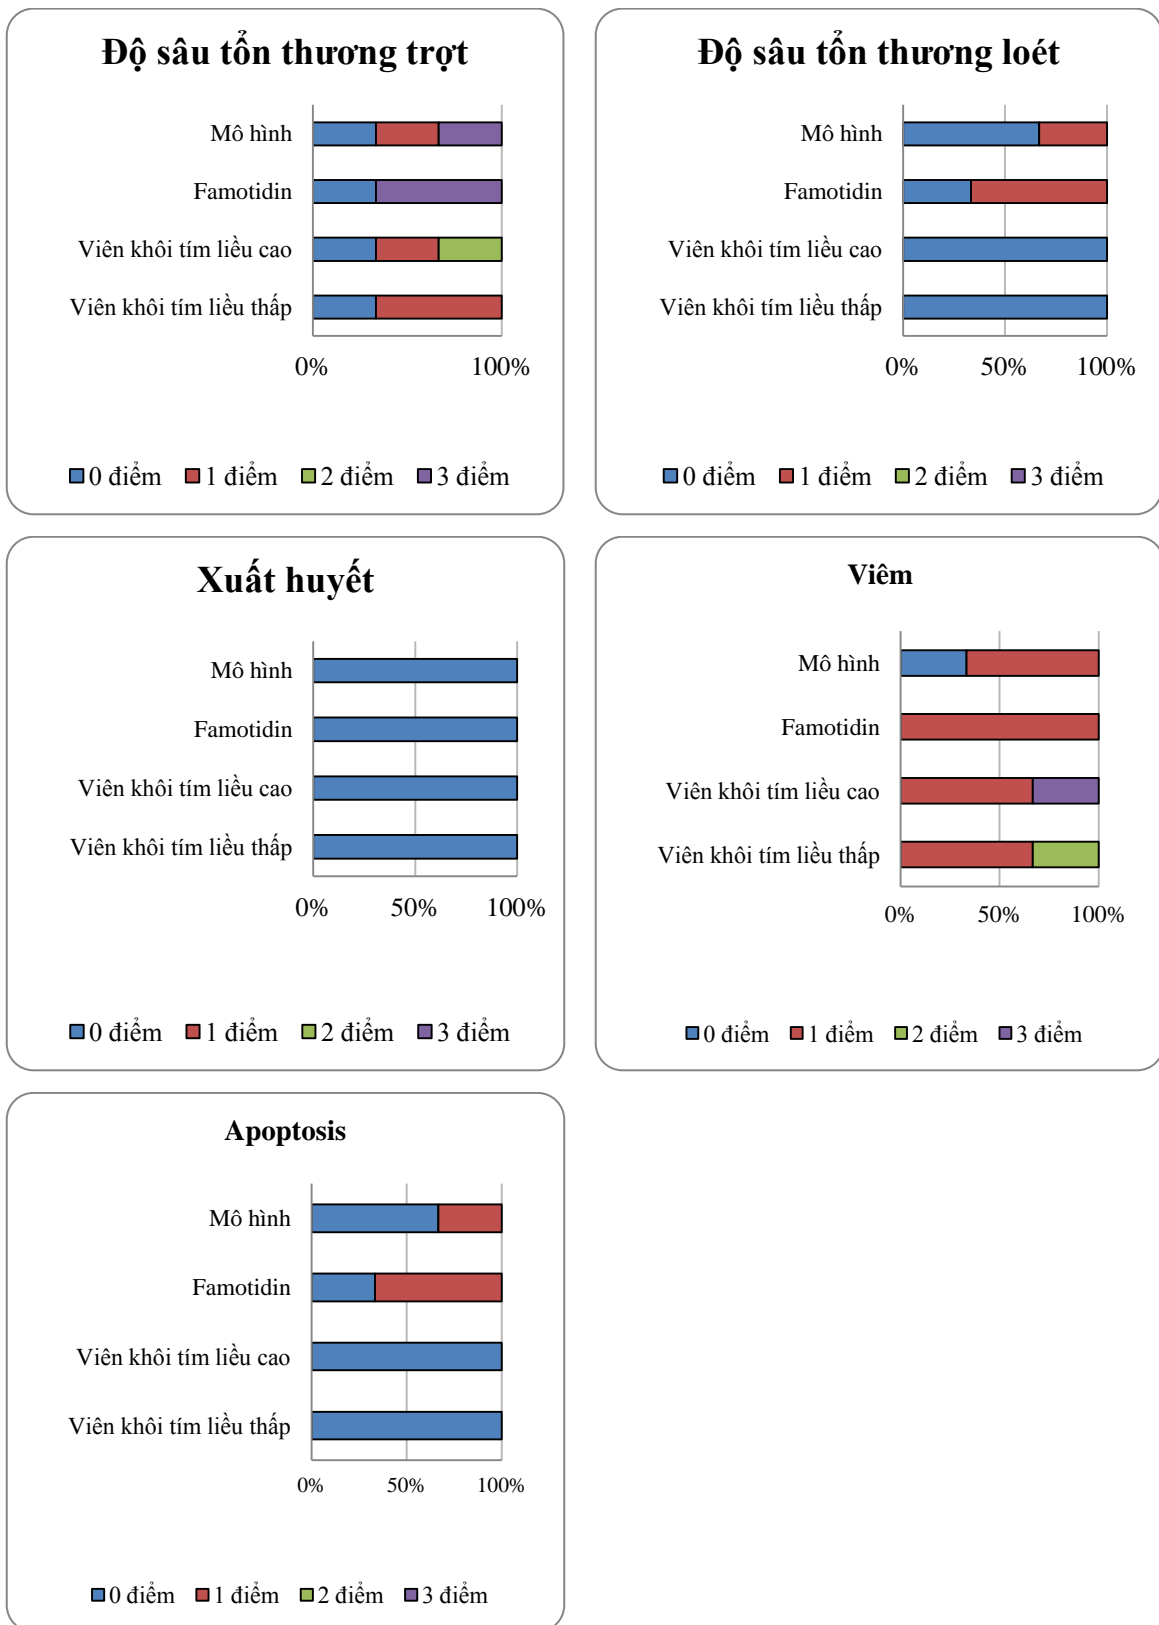 Độ sâu tổn thương trợt
Mô hình
Famotidin
Viên khôi tím liều cao
Viên khôi tím liều thấp
0% 100%
0 điểm 1 điểm 2 điểm 3 điểm
Độ sâu tổn thương loét
Mô hình
Famotidin
Viên khôi tím liều cao
Viên khôi tím liều thấp
0% 50% 100%
0 điểm 1 điểm 2 điểm 3 điểm
Xuất huyết
Mô hình
Famotidin
Viên khôi tím liều cao
Viên khôi tím liều thấp
0% 50% 100%
0 điểm 1 điểm 2 điểm 3 điểm
Viêm
Mô hình
Famotidin
Viên khôi tím liều cao
Viên khôi tím liều thấp
0% 50% 100%
0 điểm 1 điểm 2 điểm 3 điểm
Apoptosis
Mô hình
Famotidin
Viên khôi tím liều cao
Viên khôi tím liều thấp
0% 50% 100%
0 điểm 1 điểm 2 điểm 3 điểm